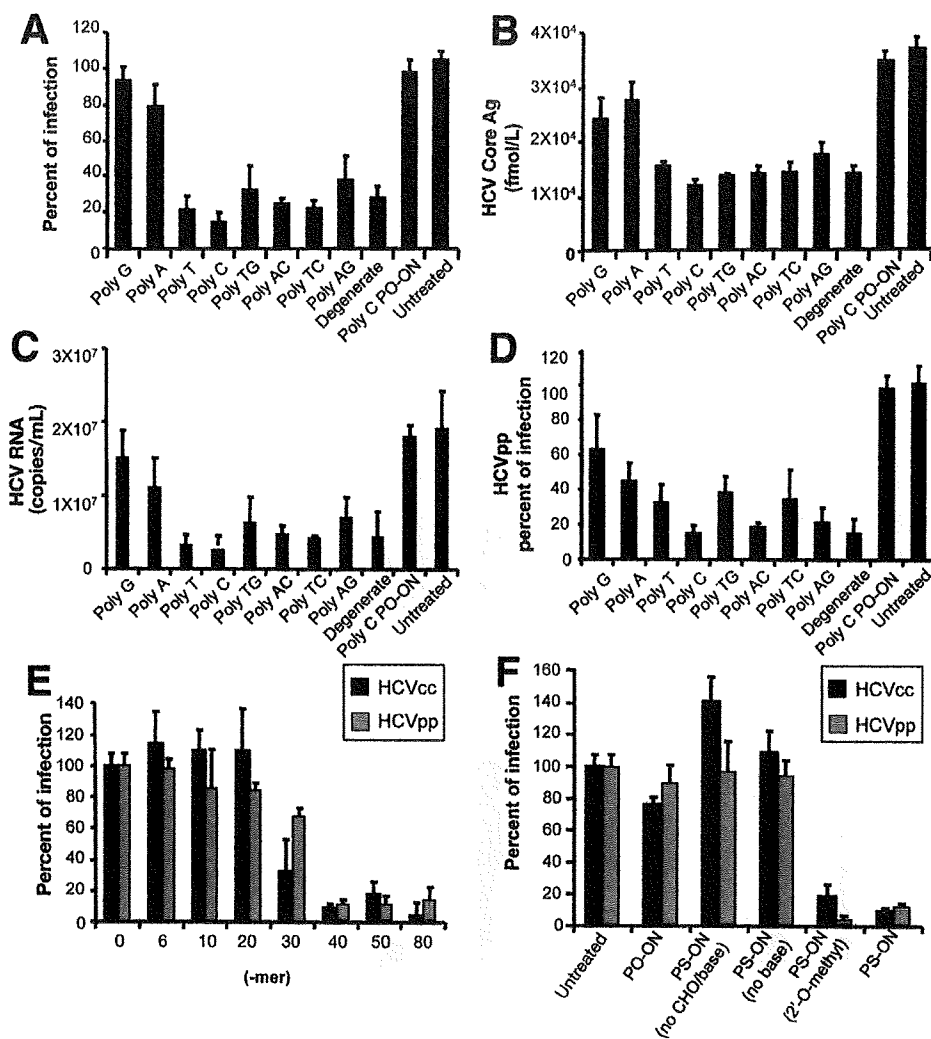 A
Percent of infection
120
100
80
60
40
20
0
Poly G
Poly A
Poly T
Poly C
Poly TG
Poly AC
Poly TC
Poly AG
Degenerate
Poly C PO-ON
Untreated
B
HCV Core Ag
(fmol/L)
4X10⁴
3X10⁴
2X10⁴
1X10⁴
0
Poly G
Poly A
Poly T
Poly C
Poly TG
Poly AC
Poly TC
Poly AG
Degenerate
Poly C PO-ON
Untreated
C
HCV RNA
(copies/mL)
3X10⁷
2X10⁷
1X10⁷
0
Poly G
Poly A
Poly T
Poly C
Poly TG
Poly AC
Poly TC
Poly AG
Degenerate
Poly C PO-ON
Untreated
D
HCVpp
percent of infection
120
100
80
60
40
20
0
Poly G
Poly A
Poly T
Poly C
Poly TG
Poly AC
Poly TC
Poly AG
Degenerate
Poly C PO-ON
Untreated
E
HCVcc
HCVpp
Percent of infection
140
120
100
80
60
40
20
0
0 6 10 20 30 40 50 80
(-mer)
F
HCVcc
HCVpp
Percent of infection
160
140
120
100
80
60
40
20
0
Untreated
PO-ON
PS-ON
(no CHO/base)
PS-ON
(no base)
PS-ON
(2'-O-methyl)
PS-ON